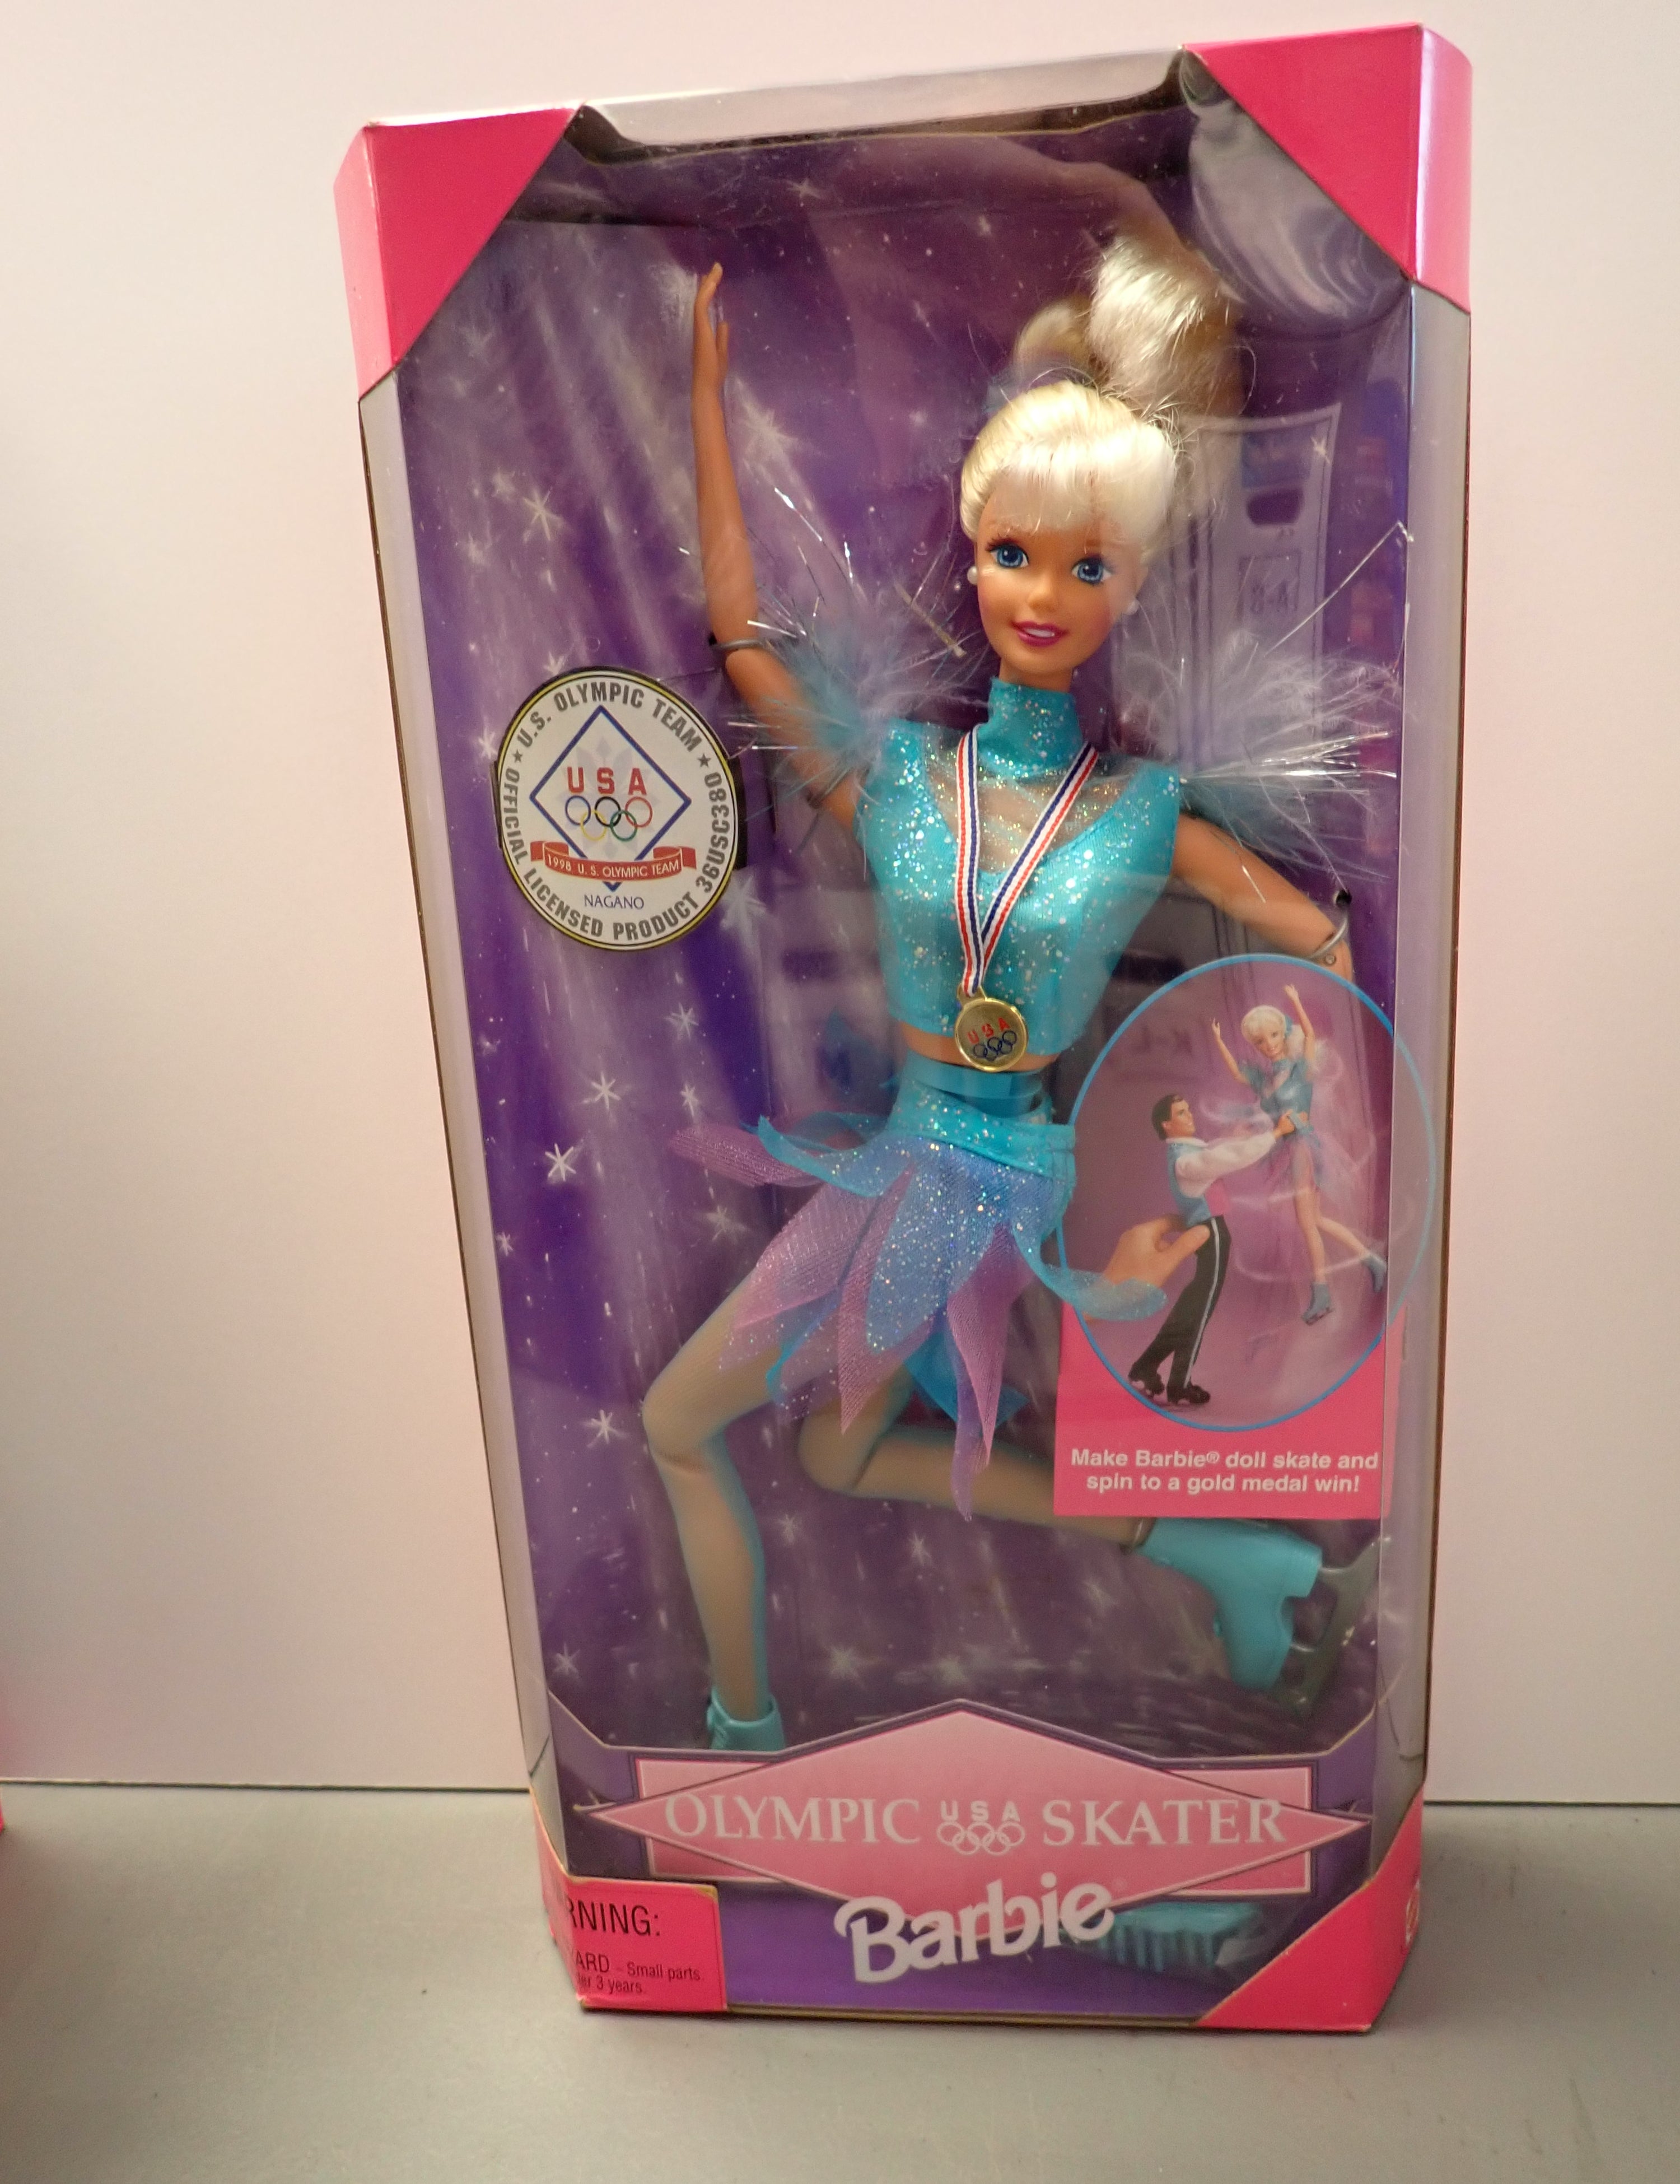 U.S. OLYMPIC TEAM
USA
1998 U.S. OLYMPIC TEAM
NAGANO
OFFICIAL LICENSED PRODUCT 36USC380
USA
Make Barbie® doll skate and
spin to a gold medal win!
OLYMPIC USA SKATER
Barbie
RNING:
ARD - Small parts.
er 3 years.